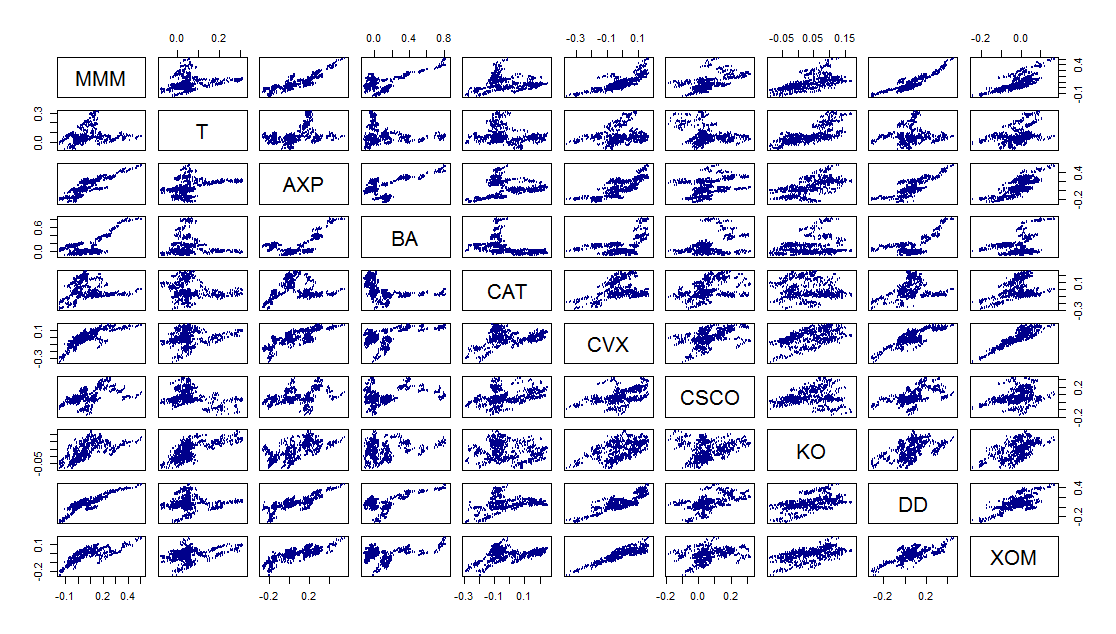 0.0 0.2 0.0 0.4 0.8 -0.3 -0.1 0.1 -0.05 0.05 0.15 -0.2 0.0
MMM -0.1 0.4
0.0 0.3 T
AXP -0.2 0.4
0.0 0.6 BA
CAT -0.3 0.1
-0.3 0.1 CVX
CSCO -0.2 0.2
-0.05 KO
DD -0.2 0.4
-0.2 0.1 XOM
-0.1 0.2 0.4 -0.2 0.2 -0.3 -0.1 0.1 -0.2 0.0 0.2 -0.2 0.2